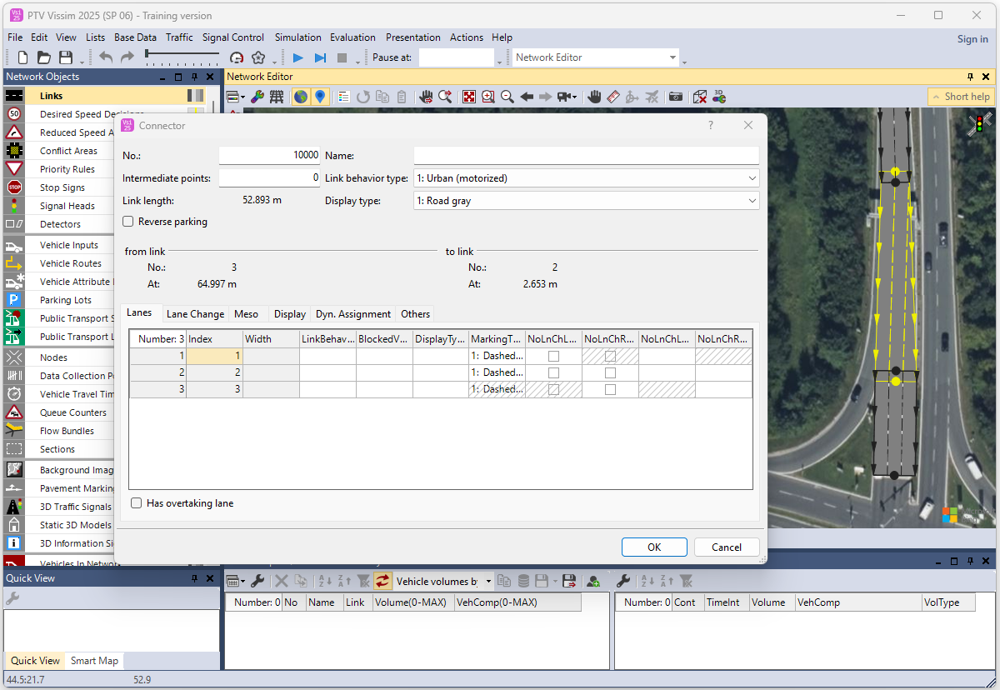 PTV Vissim 2025 (SP 06) - Training version
File Edit View Lists Base Data Traffic Signal Control Simulation Evaluation Presentation Actions Help
Sign in
Pause at: Network Editor
Network Objects
Network Editor
Short help
Links
Desired Speed Decisions
Reduced Speed A
Conflict Areas
Priority Rules
Stop Signs
Signal Heads
Detectors
Vehicle Inputs
Vehicle Routes
Vehicle Attribute
Parking Lots
Public Transport S
Public Transport L
Nodes
Data Collection Po
Vehicle Travel Tim
Queue Counters
Flow Bundles
Sections
Background Imag
Pavement Marking
3D Traffic Signals
Static 3D Models
3D Information Si
Vehicles In Network
Connector
?
No.: 10000 Name:
Intermediate points: 0 Link behavior type: 1: Urban (motorized)
Link length: 52.893 m Display type: 1: Road gray
Reverse parking
from link to link
No.: 3 No.: 2
At: 64.997 m At: 2.653 m
Lanes Lane Change Meso Display Dyn. Assignment Others
Number: 3 Index Width LinkBehav... BlockedV... DisplayTy... MarkingT... NoLnChL... NoLnChR... NoLnChL... NoLnChR...
1 1 1: Dashed...
2 2 1: Dashed...
3 3 1: Dashed...
Has overtaking lane
OK Cancel
Quick View
Vehicle volumes by
Number: 0 No Name Link Volume(0-MAX) VehComp(0-MAX)
Number: 0 Cont TimeInt Volume VehComp VolType
Quick View Smart Map
44.5:21.7 52.9